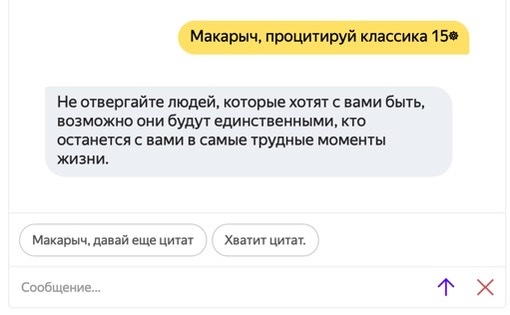 Макарыч, процитируй классика 15☸
Не отвергайте людей, которые хотят с вами быть,
возможно они будут единственными, кто
останется с вами в самые трудные моменты
жизни.
Макарыч, давай еще цитат
Хватит цитат.
Сообщение...